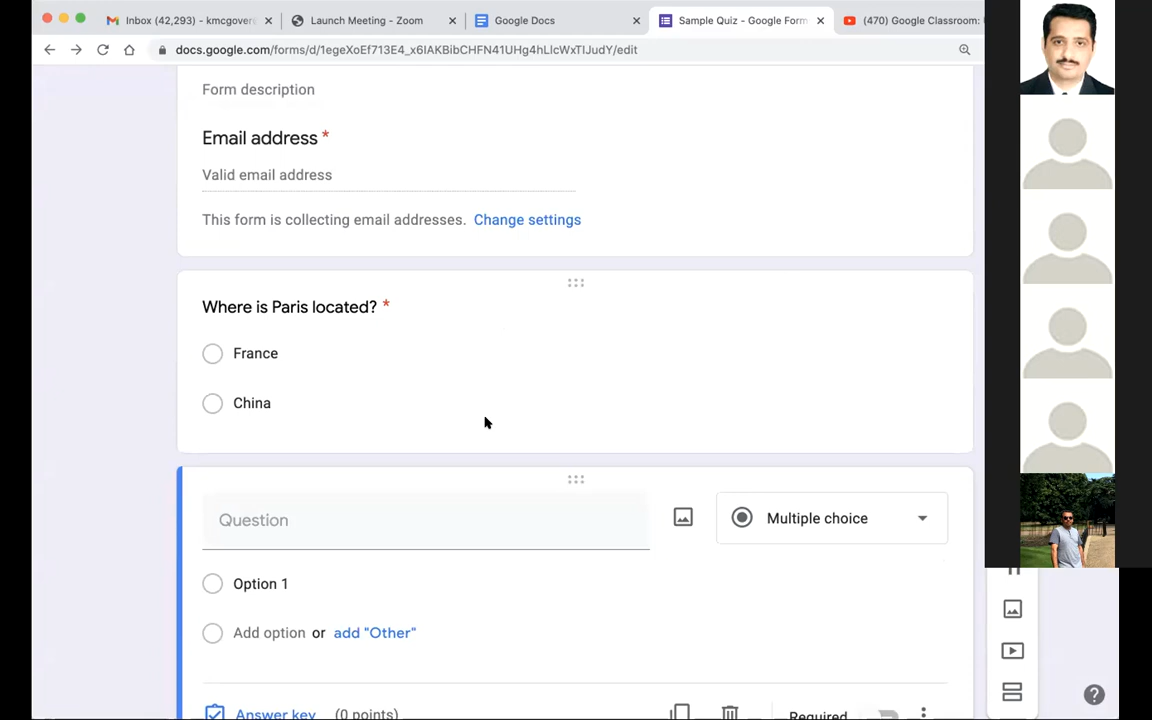 Inbox (42,293) - kmcgover
Launch Meeting - Zoom
Google Docs
Sample Quiz - Google Form
(470) Google Classroom:
docs.google.com/forms/d/1egeXoEf713E4_x6IAKBibCHFN41UHg4hLlcWxTIJudY/edit
Form description
Email address *
Valid email address
This form is collecting email addresses. Change settings
Where is Paris located? *
France
China
Question
Multiple choice
Option 1
Add option or add "Other"
Answer key (0 points)
Required